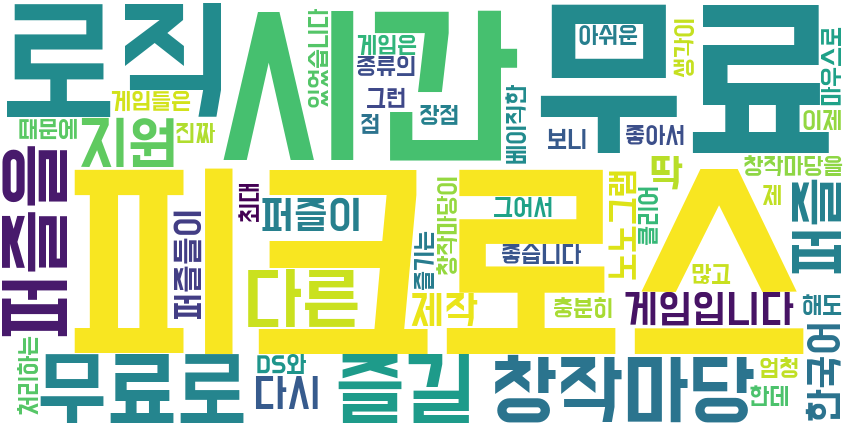 로직
시간
무료
있었습니다
게임은
종류의
아쉬운
생각이
마우스로
게임들은
그런
장점
점
베이직한
이제
때문에
지원
진짜
보니
좋아서
퍼즐을
피크로스
최대
퍼즐이
퍼즐들이
그어서
노노그램
클리어
딱
창작마당을
제
퍼즐
창작마당이
즐기는
좋습니다
많고
다른
제작
충분히
게임입니다
해도
처리하는
무료로
DS와
다시
즐길
창작마당
엄청
한데
한국어